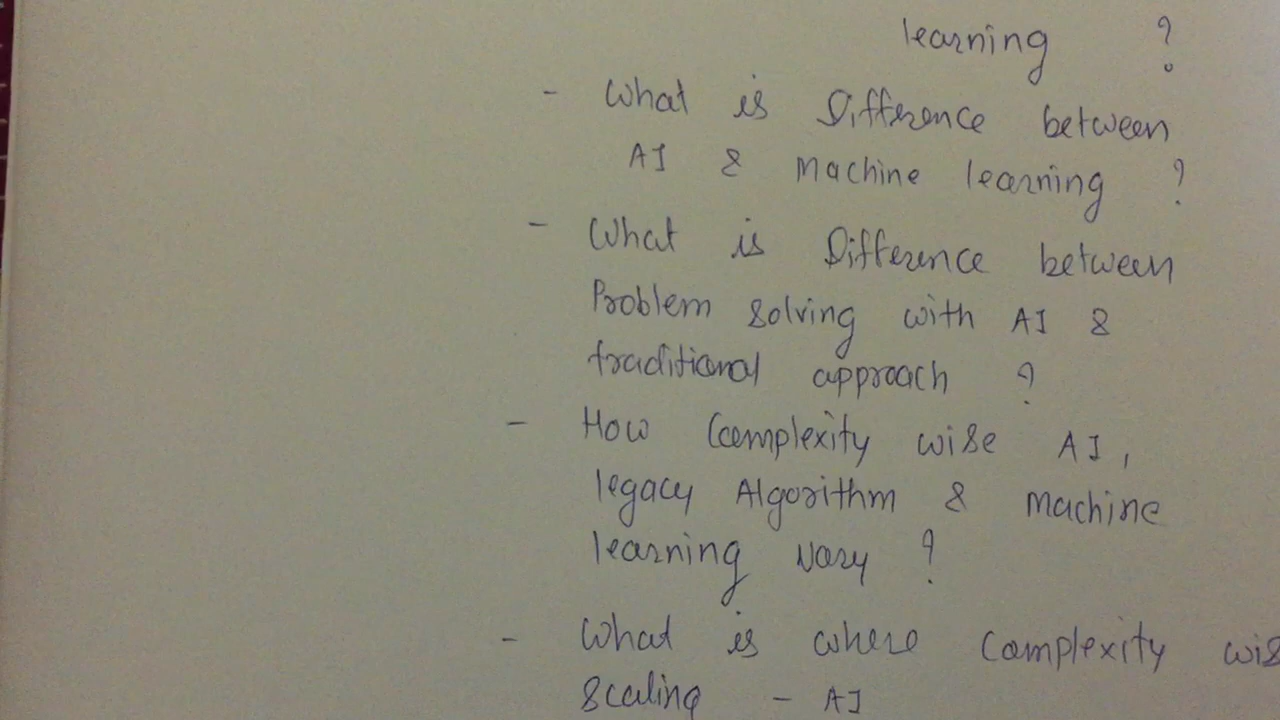 learning ?
- What is Difference between
AI & Machine learning ?
- What is Difference between
Problem solving with AI &
traditional approach ?
- How Complexity wise AI,
legacy Algorithm & Machine
learning vary ?
- What is where Complexity
scaling - AI